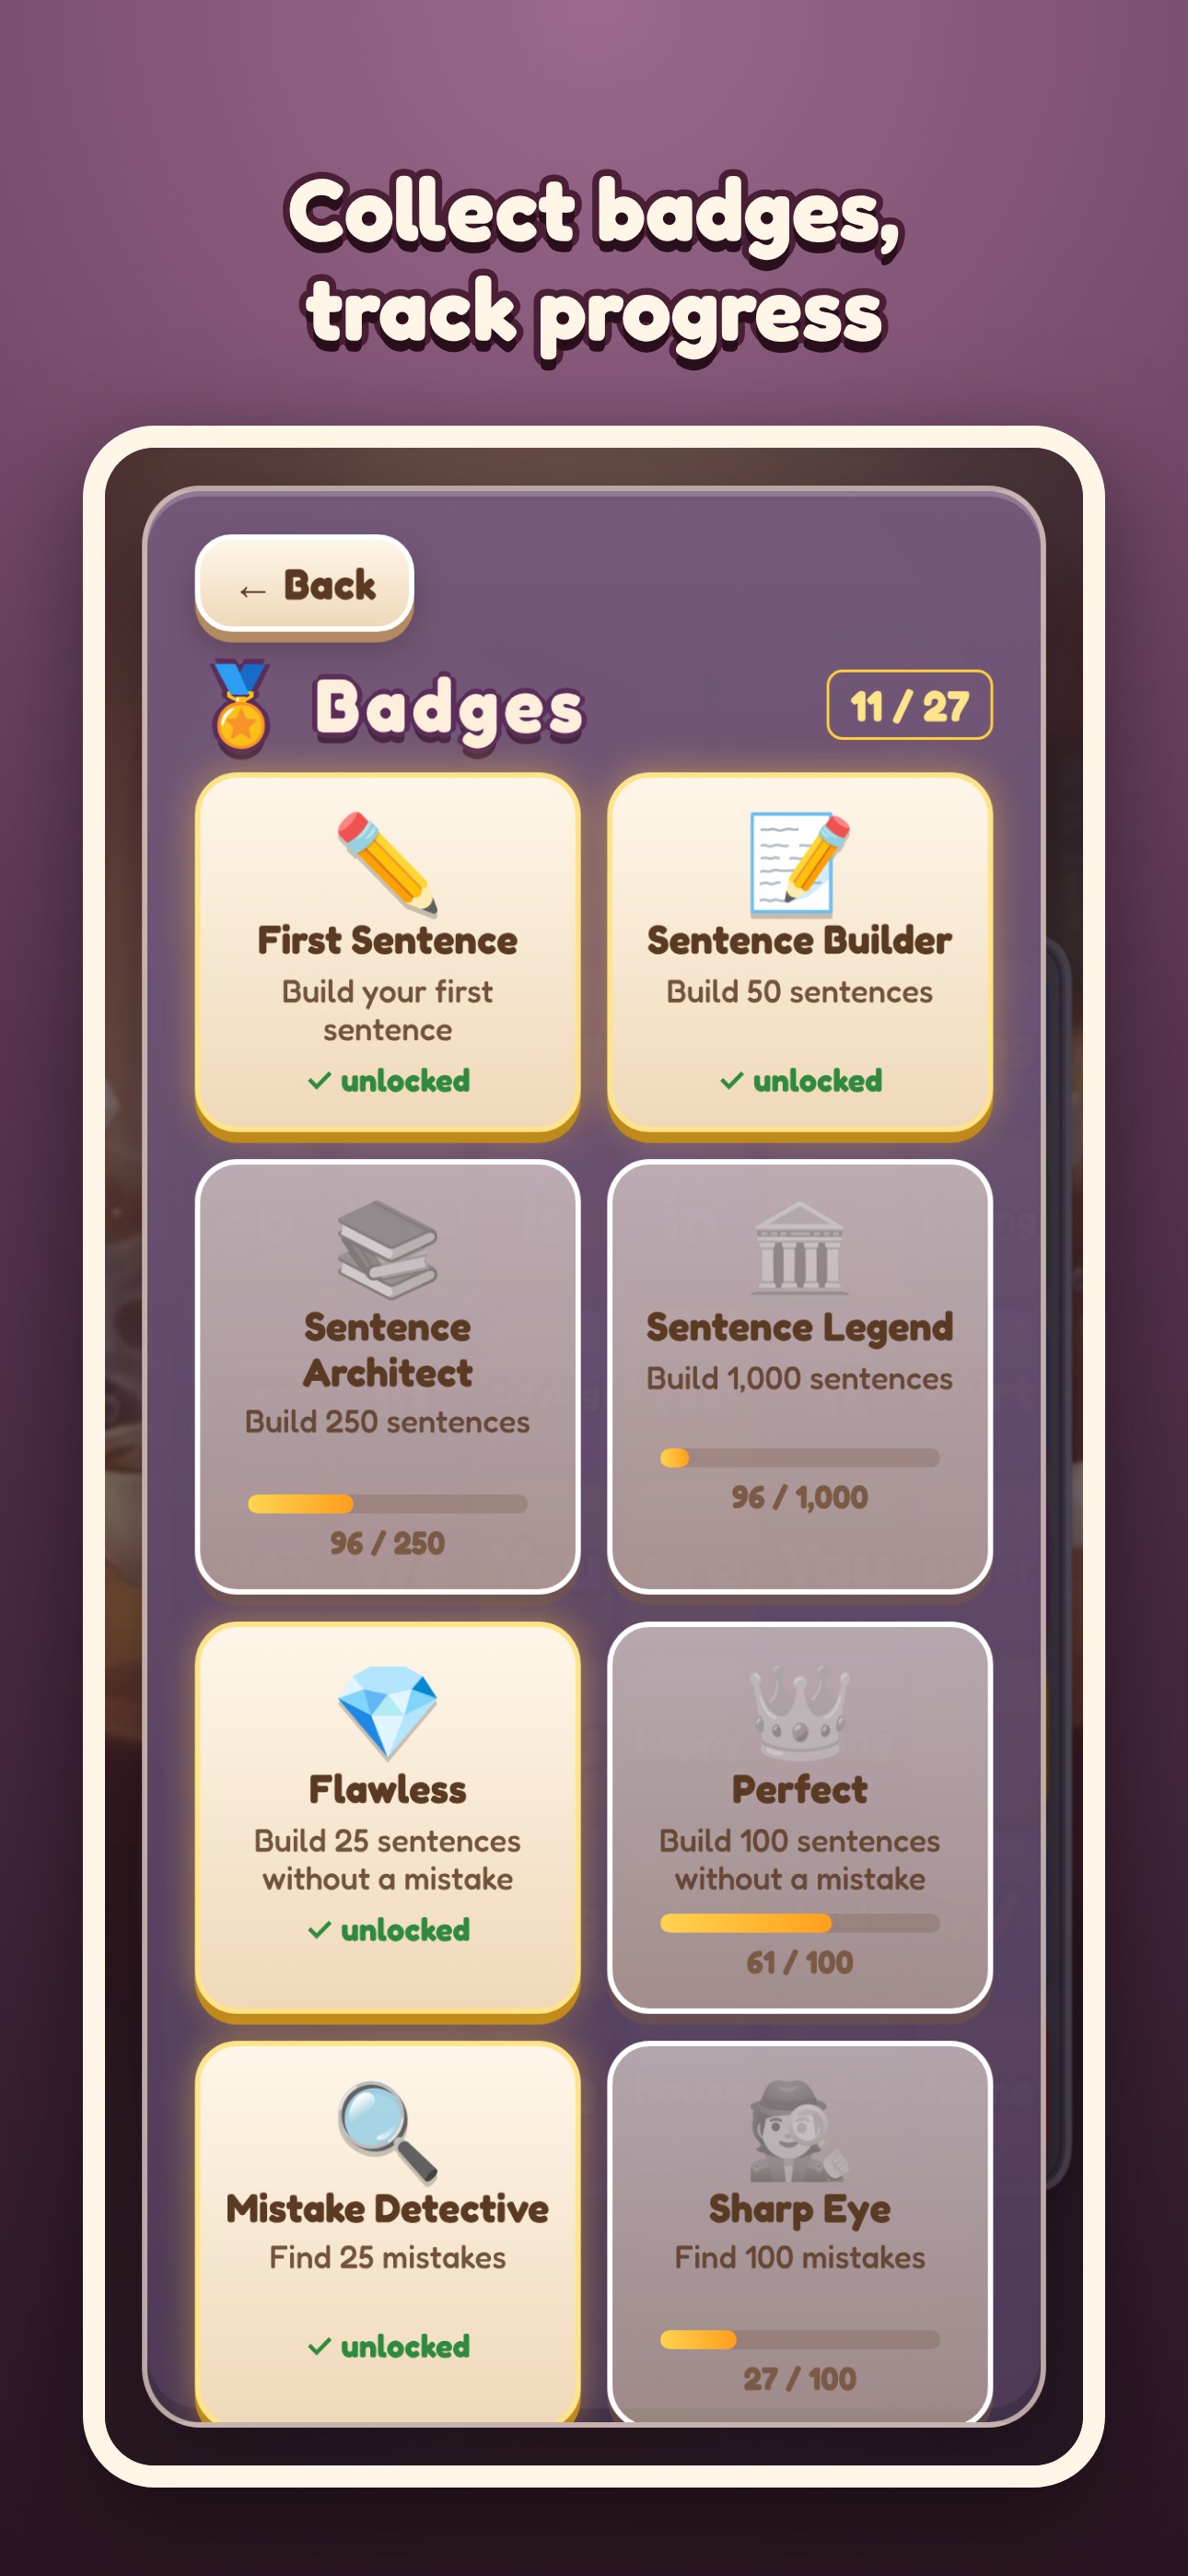 Collect badges,
track progress
← Back
Badges
11 / 27
First Sentence
Build your first
sentence
✓ unlocked
Sentence Builder
Build 50 sentences
✓ unlocked
Sentence
Architect
Build 250 sentences
96 / 250
Sentence Legend
Build 1,000 sentences
96 / 1,000
Flawless
Build 25 sentences
without a mistake
✓ unlocked
Perfect
Build 100 sentences
without a mistake
61 / 100
Mistake Detective
Find 25 mistakes
✓ unlocked
Sharp Eye
Find 100 mistakes
27 / 100